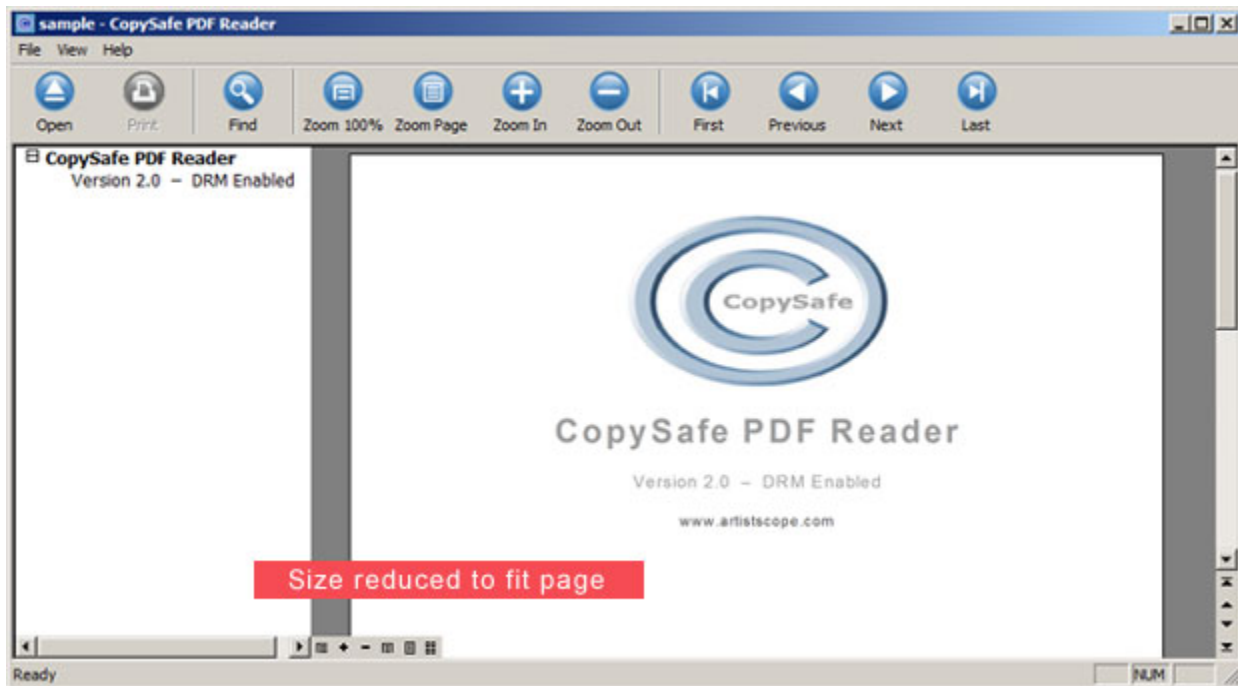 sample - CopySafe PDF Reader
File View Help
Open Print Find Zoom 100% Zoom Page Zoom In Zoom Out First Previous Next Last
CopySafe PDF Reader
Version 2.0 – DRM Enabled
CopySafe
CopySafe PDF Reader
Version 2.0 – DRM Enabled
www.artistscope.com
Size reduced to fit page
Ready NUM